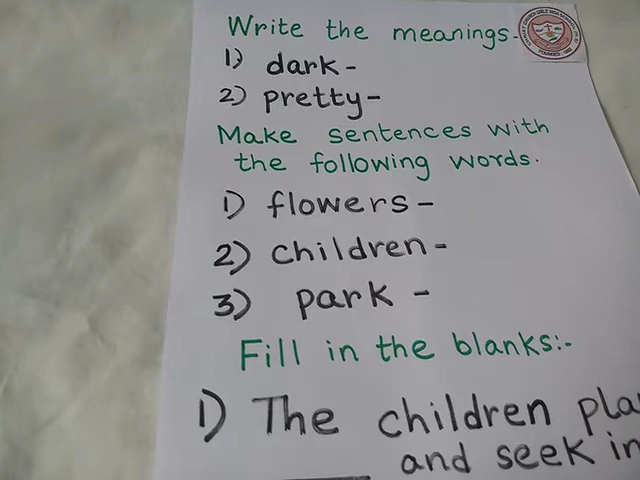 Write the meanings.
1) dark-
2) pretty-
Make sentences with
the following words.
1) flowers-
2) children-
3) park -
Fill in the blanks:-
1) The children
and seek in